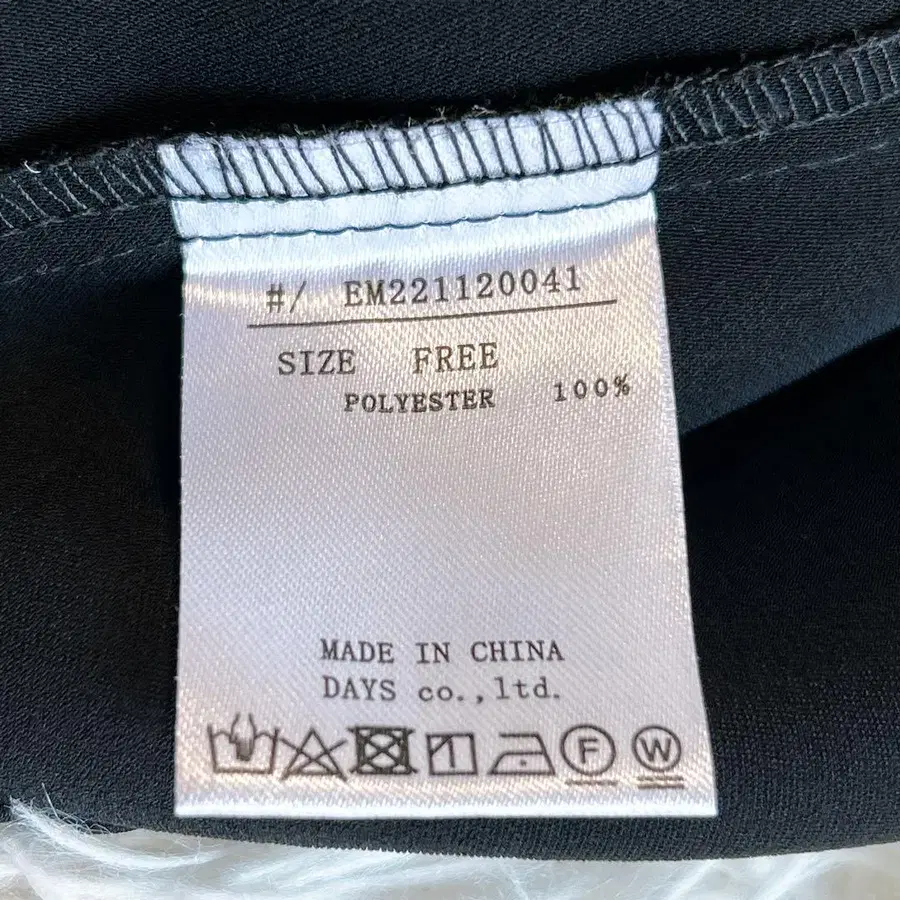 #/ EM221120041
SIZE FREE
POLYESTER 100%
MADE IN CHINA
DAYS co.,ltd.
F W